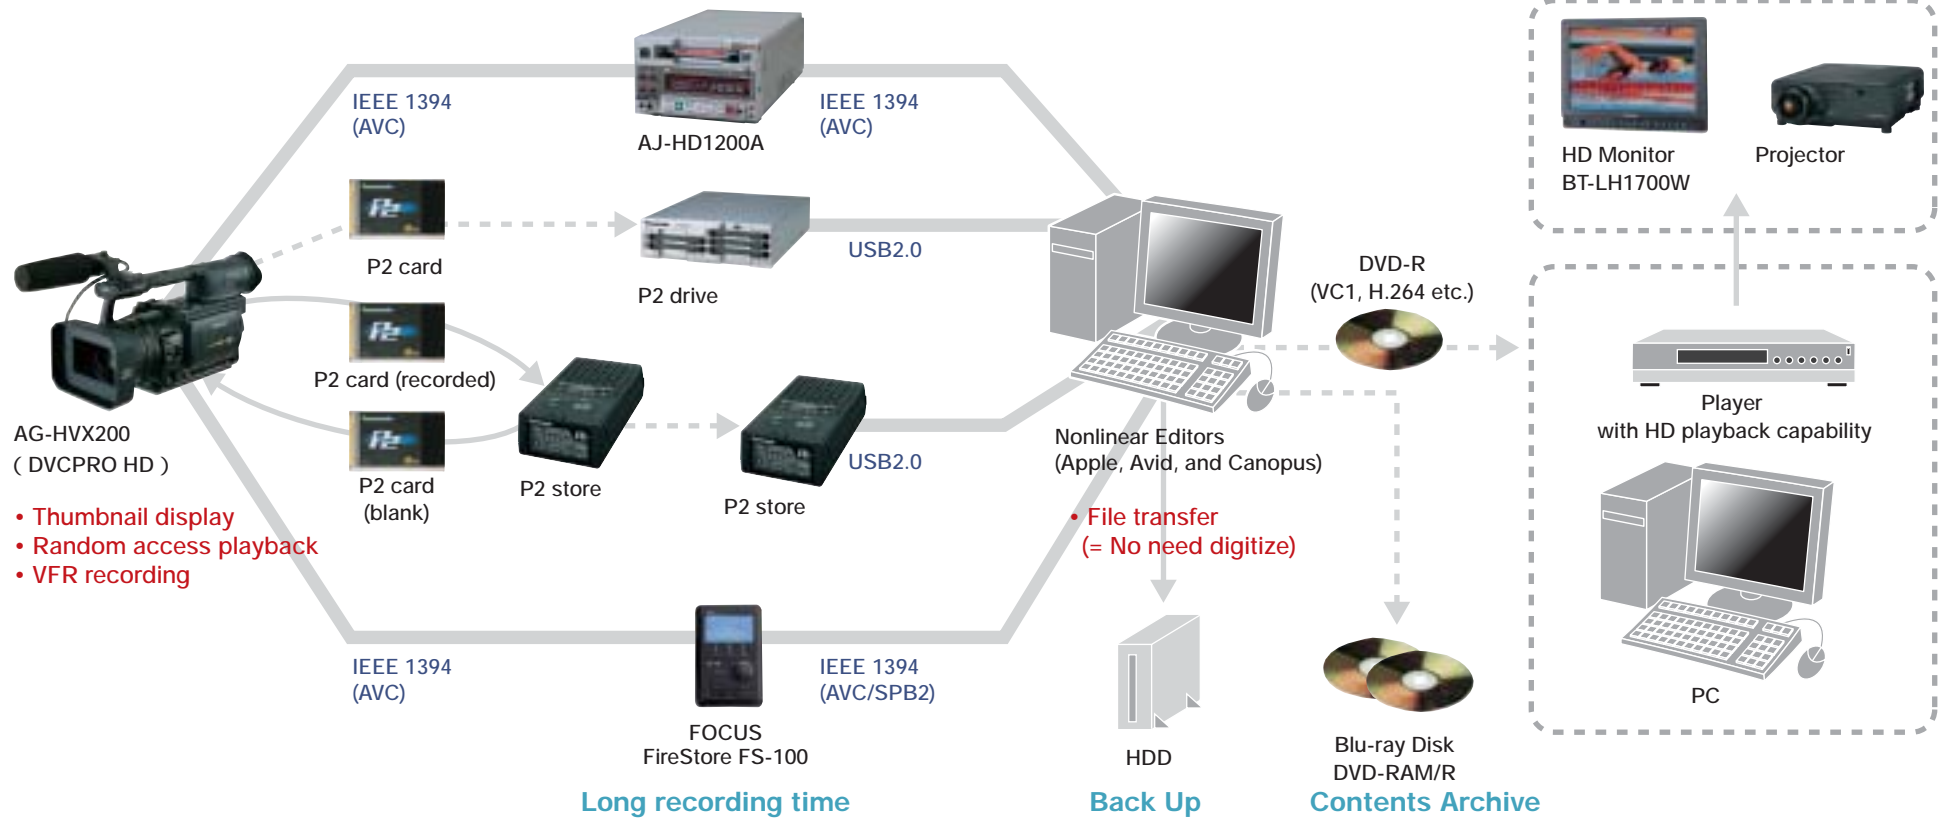 IEEE 1394
(AVC)
AJ-HD1200A
IEEE 1394
(AVC)
HD Monitor
BT-LH1700W
Projector
P2
P2 card
P2 drive
USB2.0
DVD-R
(VC1, H.264 etc.)
P2
P2 card (recorded)
Player
with HD playback capability
AG-HVX200
( DVCPRO HD )
• Thumbnail display
• Random access playback
• VFR recording
P2
P2 card
(blank)
P2 store
P2 store
USB2.0
Nonlinear Editors
(Apple, Avid, and Canopus)
• File transfer
(= No need digitize)
PC
IEEE 1394
(AVC)
IEEE 1394
(AVC/SPB2)
FOCUS
FireStore FS-100
HDD
Blu-ray Disk
DVD-RAM/R
Long recording time
Back Up
Contents Archive